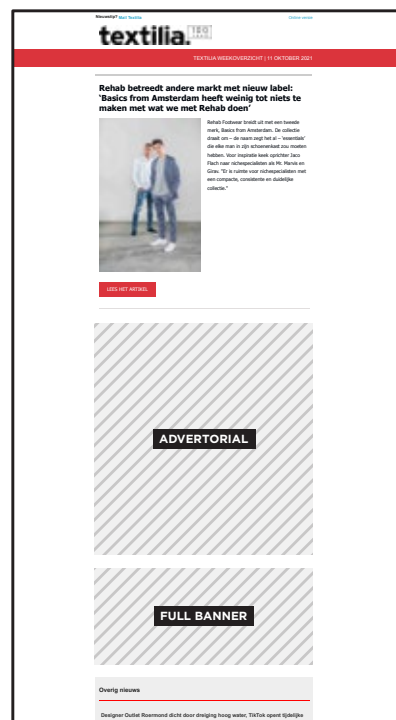 Nieuwstip? Mail Textilia
Online versie
textilia.
TEXTILIA WEEKOVERZICHT | 11 OKTOBER 2021
Rehab betreedt andere markt met nieuw label:
‘Basics from Amsterdam heeft weinig tot niets te
maken met wat we met Rehab doen’
Rehab Footwear breidt uit met een tweede
merk, Basics from Amsterdam. De collectie
draait om – de naam zegt het al – ‘essentials’
die elke man in zijn schoenenkast zou moeten
hebben. Voor inspiratie keek oprichter Jaco
Flach naar nichespecialisten als Mr. Marvis en
Girav. “Er is ruimte voor nichespecialisten met
een compacte, consistente en duidelijke
collectie.”
LEES HET ARTIKEL
ADVERTORIAL
FULL BANNER
Overig nieuws
Designer Outlet Roermond dicht door dreiging hoog water, TikTok opent tijdelijke